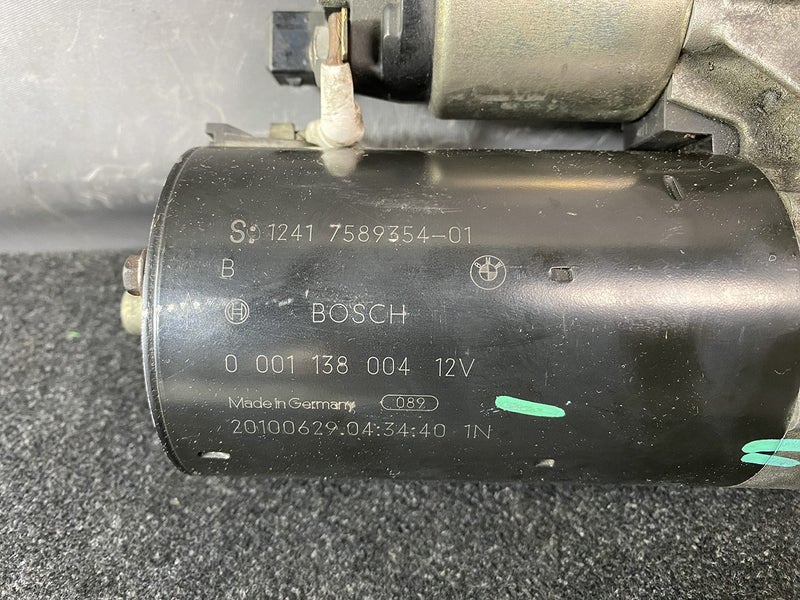 S: 1241 7589354-01
B
BOSCH
0 001 138 004 12V
Made in Germany 089
20100629.04:34:40 1N